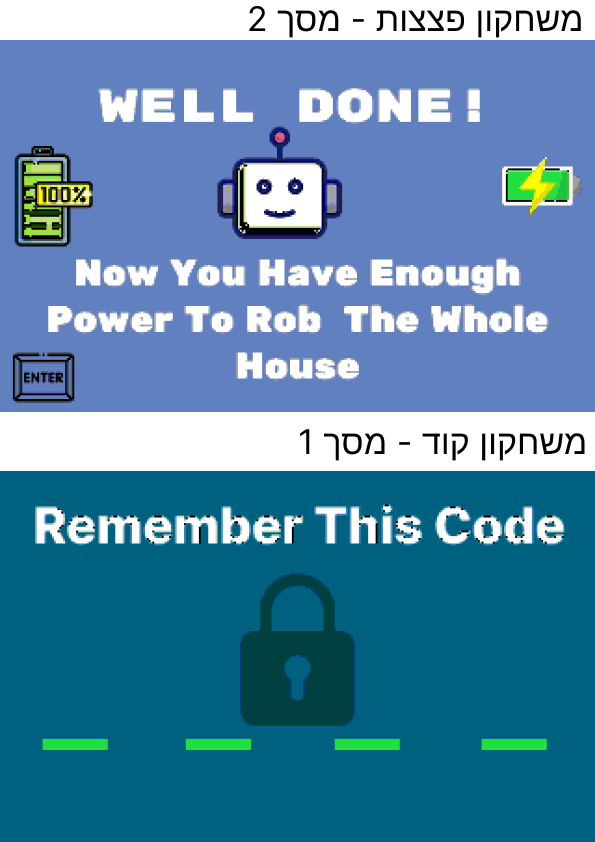 משחקון פצצות - מסך 2
WELL DONE!
100%
Now You Have Enough
Power To Rob The Whole
House
ENTER
משחקון קוד - מסך 1
Remember This Code